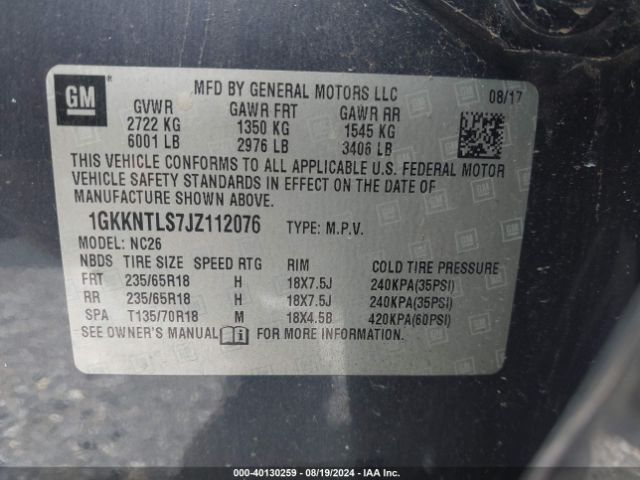 GM
MFD BY GENERAL MOTORS LLC 08/17
GVWR GAWR FRT GAWR RR
2722 KG 1350 KG 1545 KG
6001 LB 2976 LB 3406 LB
THIS VEHICLE CONFORMS TO ALL APPLICABLE U.S. FEDERAL MOTOR
VEHICLE SAFETY STANDARDS IN EFFECT ON THE DATE OF
MANUFACTURE SHOWN ABOVE.
1GKKNTLS7JZ112076 TYPE: M.P.V.
MODEL: NC26
NBDS TIRE SIZE SPEED RTG RIM COLD TIRE PRESSURE
FRT 235/65R18 H 18X7.5J 240KPA(35PSI)
RR 235/65R18 H 18X7.5J 240KPA(35PSI)
SPA T135/70R18 M 18X4.5B 420KPA(60PSI)
SEE OWNER'S MANUAL FOR MORE INFORMATION.
©COPY - 40130259 - 08/19/2024 - IAA Inc.